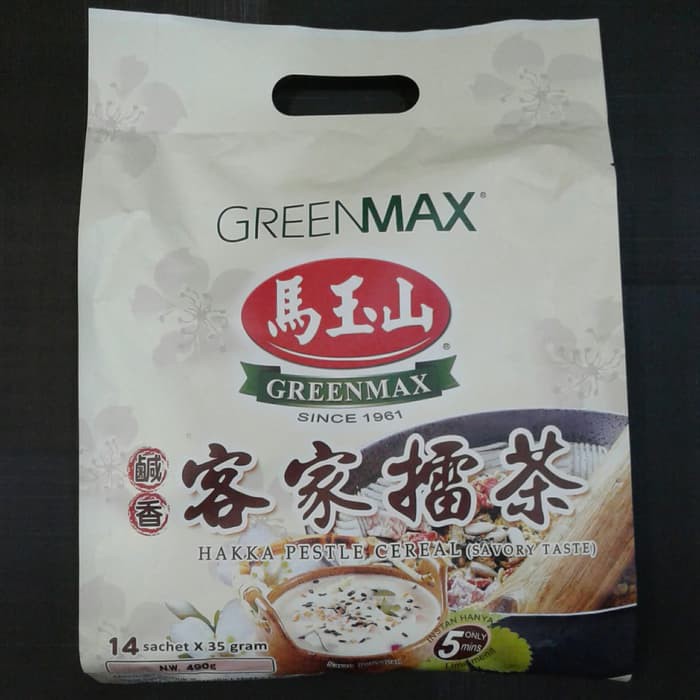 GREENMAX®
馬玉山®
GREENMAX
SINCE 1961
鹹香
客家擂茶
HAKKA PESTLE CEREAL (SAVORY TASTE)
14 sachet X 35 gram
N.W. 490g
INSTAN HANYA
5 ONLY mins